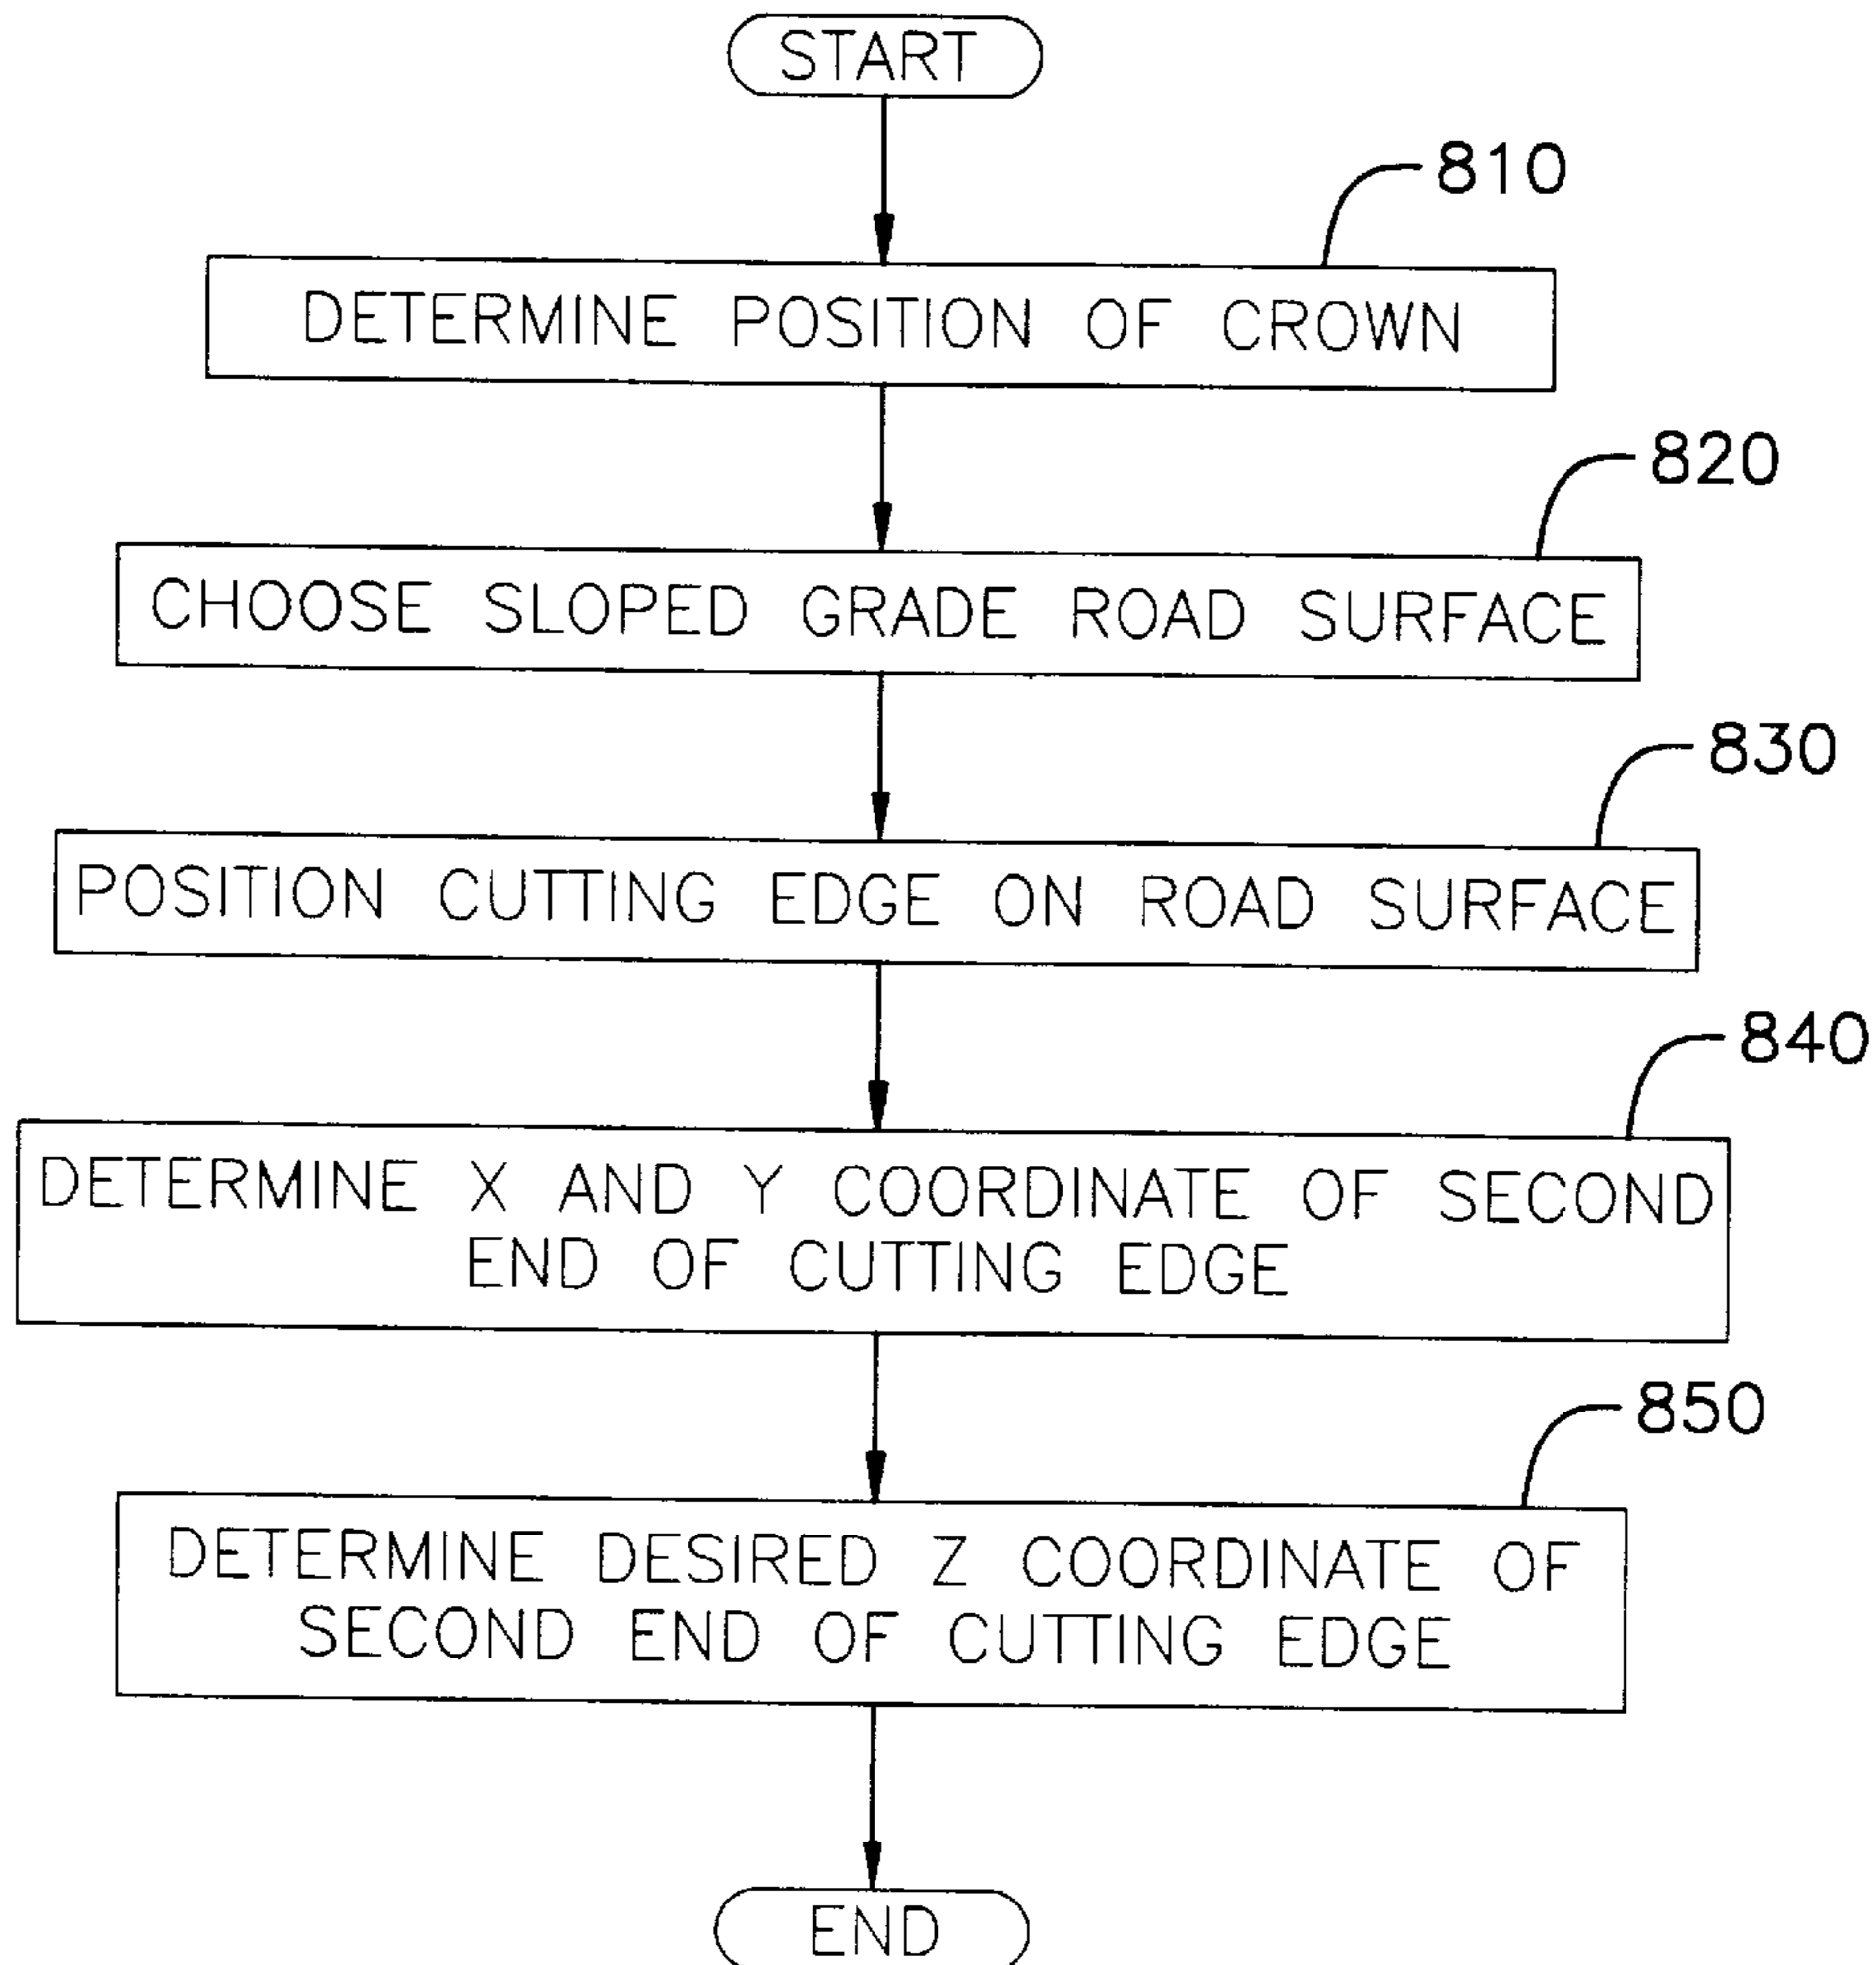 START
810
DETERMINE POSITION OF CROWN
820
CHOOSE SLOPED GRADE ROAD SURFACE
830
POSITION CUTTING EDGE ON ROAD SURFACE
840
DETERMINE X AND Y COORDINATE OF SECOND
END OF CUTTING EDGE
850
DETERMINE DESIRED Z COORDINATE OF
SECOND END OF CUTTING EDGE
END